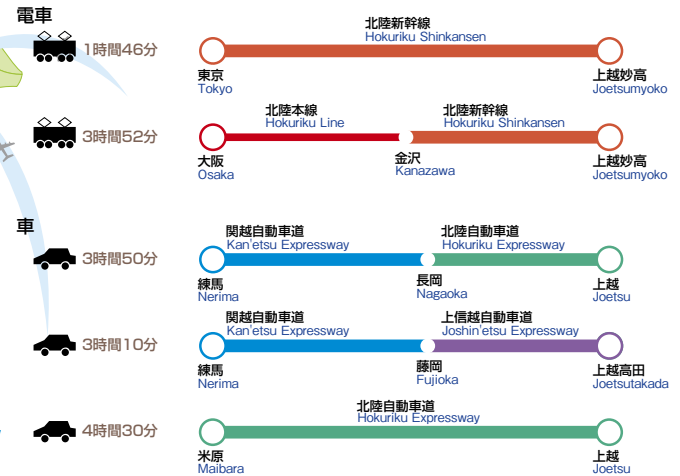 電車
1時間46分
北陸新幹線
Hokuriku Shinkansen
東京
Tokyo
上越妙高
Joetsumyoko
3時間52分
北陸本線
Hokuriku Line
北陸新幹線
Hokuriku Shinkansen
大阪
Osaka
金沢
Kanazawa
上越妙高
Joetsumyoko
車
3時間50分
関越自動車道
Kan'etsu Expressway
北陸自動車道
Hokuriku Expressway
練馬
Nerima
長岡
Nagaoka
上越
Joetsu
3時間10分
関越自動車道
Kan'etsu Expressway
上信越自動車道
Joshin'etsu Expressway
練馬
Nerima
藤岡
Fujioka
上越高田
Joetsutakada
4時間30分
北陸自動車道
Hokuriku Expressway
米原
Maibara
上越
Joetsu